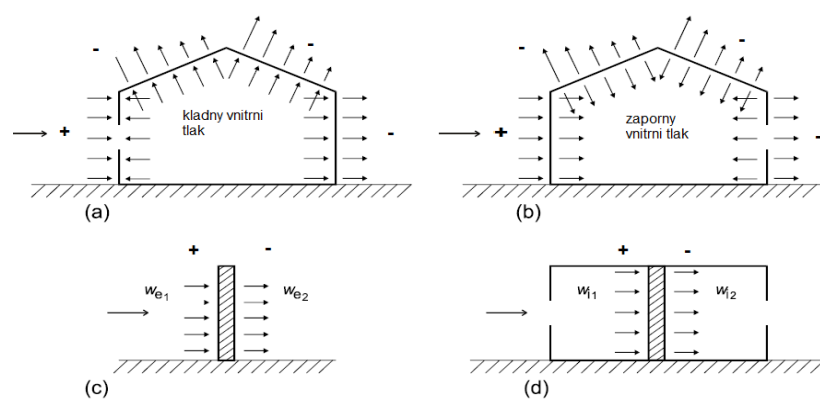 - -
kladny vnitrni
tlak
+ -
(a)
- -
zaporny
vnitrni tlak
+ -
(b)
+ -
we1 we2
(c)
+ -
wi1 wi2
(d)